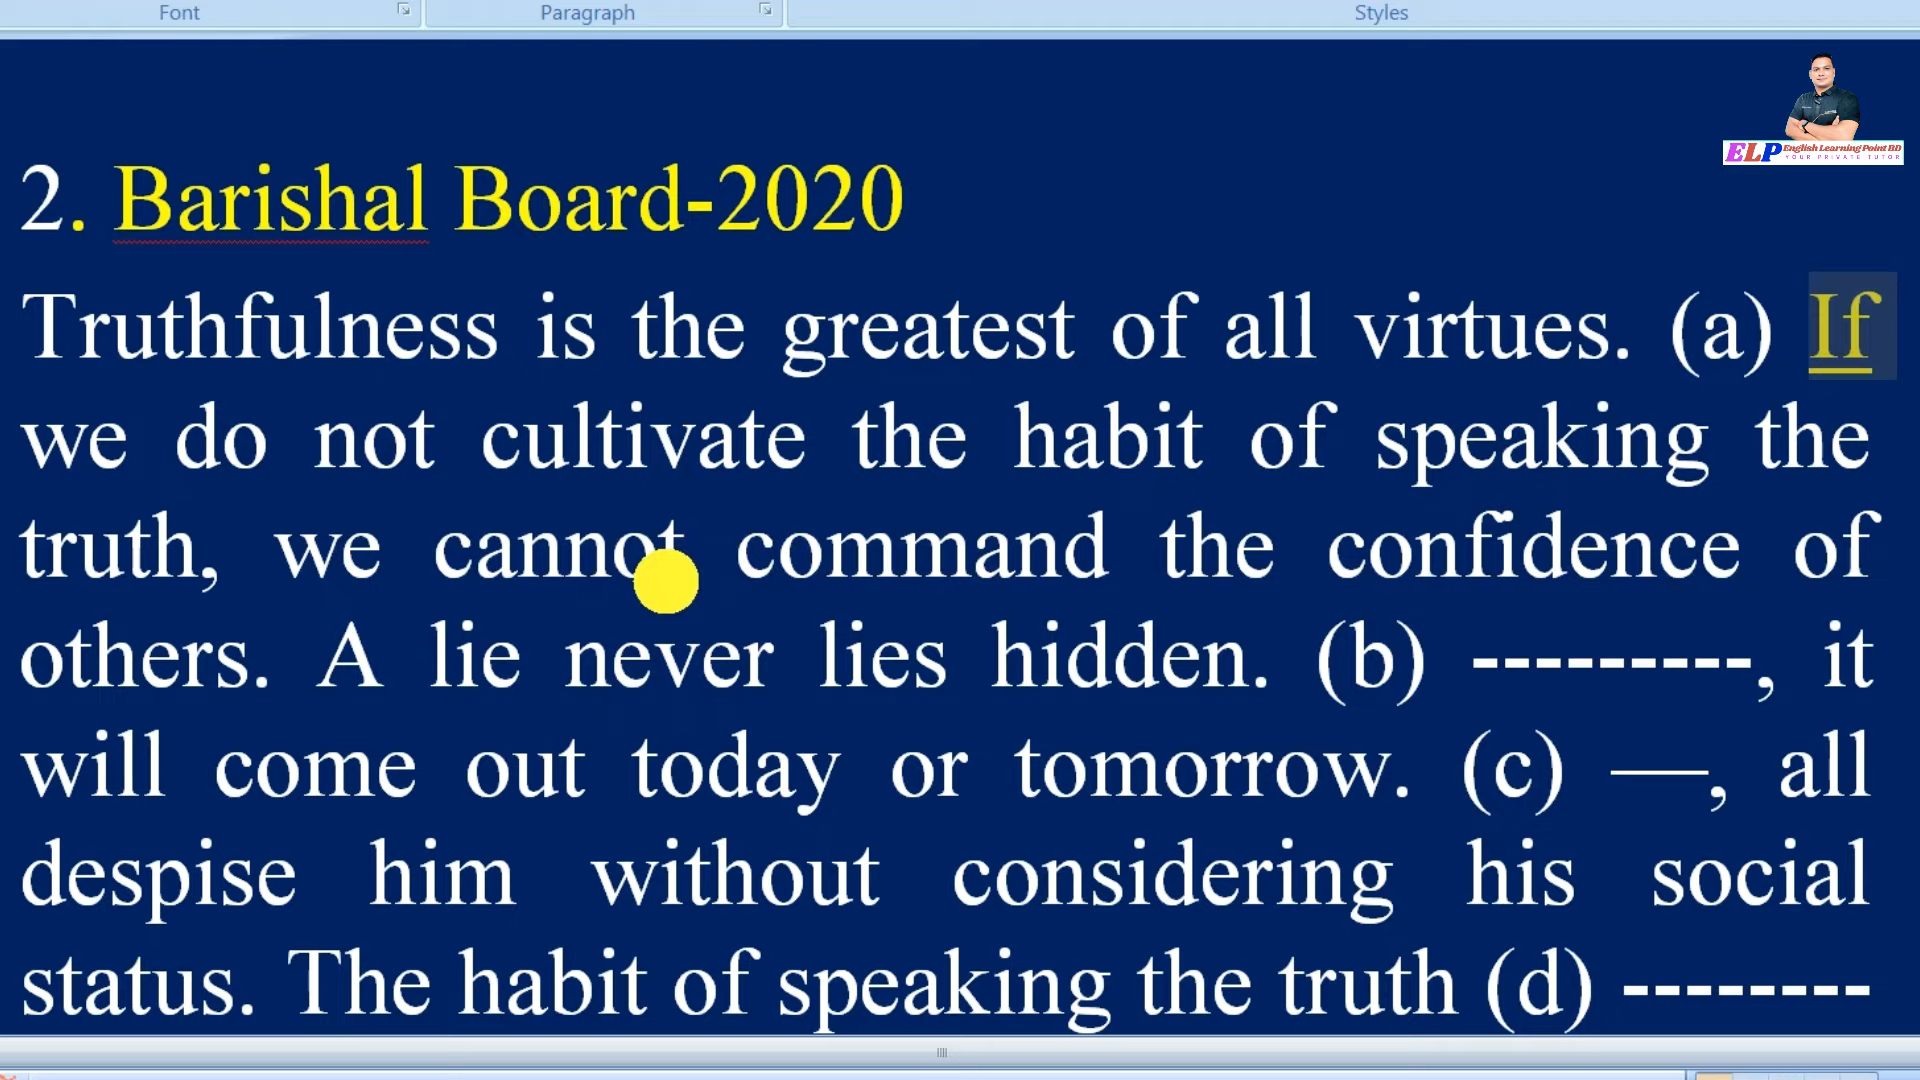 Font Paragraph Styles
ELP English Learning Point BD
YOUR PRIVATE TUTOR
2. Barishal Board-2020
Truthfulness is the greatest of all virtues. (a) If
we do not cultivate the habit of speaking the
truth, we cannot command the confidence of
others. A lie never lies hidden. (b) ---------, it
will come out today or tomorrow. (c) —, all
despise him without considering his social
status. The habit of speaking the truth (d) --------